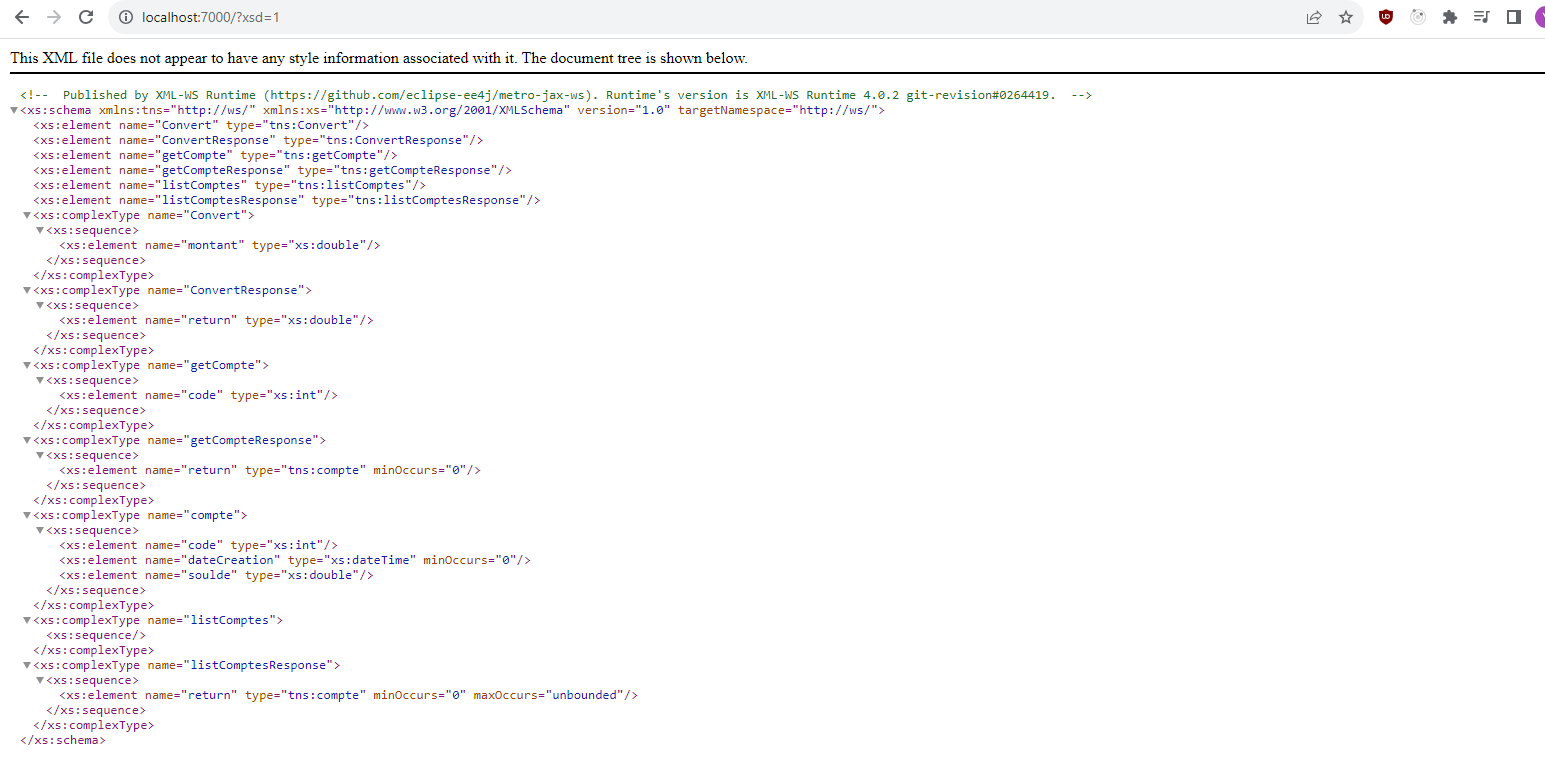 localhost:7000/?xsd=1
This XML file does not appear to have any style information associated with it. The document tree is shown below.
<!--  Published by XML-WS Runtime (https://github.com/eclipse-ee4j/metro-jax-ws). Runtime's version is XML-WS Runtime 4.0.2 git-revision#0264419.  -->
<xs:schema xmlns:tns="http://ws/" xmlns:xs="http://www.w3.org/2001/XMLSchema" version="1.0" targetNamespace="http://ws/">
<xs:element name="Convert" type="tns:Convert"/>
<xs:element name="ConvertResponse" type="tns:ConvertResponse"/>
<xs:element name="getCompte" type="tns:getCompte"/>
<xs:element name="getCompteResponse" type="tns:getCompteResponse"/>
<xs:element name="listComptes" type="tns:listComptes"/>
<xs:element name="listComptesResponse" type="tns:listComptesResponse"/>
<xs:complexType name="Convert">
<xs:sequence>
<xs:element name="montant" type="xs:double"/>
</xs:sequence>
</xs:complexType>
<xs:complexType name="ConvertResponse">
<xs:sequence>
<xs:element name="return" type="xs:double"/>
</xs:sequence>
</xs:complexType>
<xs:complexType name="getCompte">
<xs:sequence>
<xs:element name="code" type="xs:int"/>
</xs:sequence>
</xs:complexType>
<xs:complexType name="getCompteResponse">
<xs:sequence>
<xs:element name="return" type="tns:compte" minOccurs="0"/>
</xs:sequence>
</xs:complexType>
<xs:complexType name="compte">
<xs:sequence>
<xs:element name="code" type="xs:int"/>
<xs:element name="dateCreation" type="xs:dateTime" minOccurs="0"/>
<xs:element name="soulde" type="xs:double"/>
</xs:sequence>
</xs:complexType>
<xs:complexType name="listComptes">
<xs:sequence/>
</xs:complexType>
<xs:complexType name="listComptesResponse">
<xs:sequence>
<xs:element name="return" type="tns:compte" minOccurs="0" maxOccurs="unbounded"/>
</xs:sequence>
</xs:complexType>
</xs:schema>